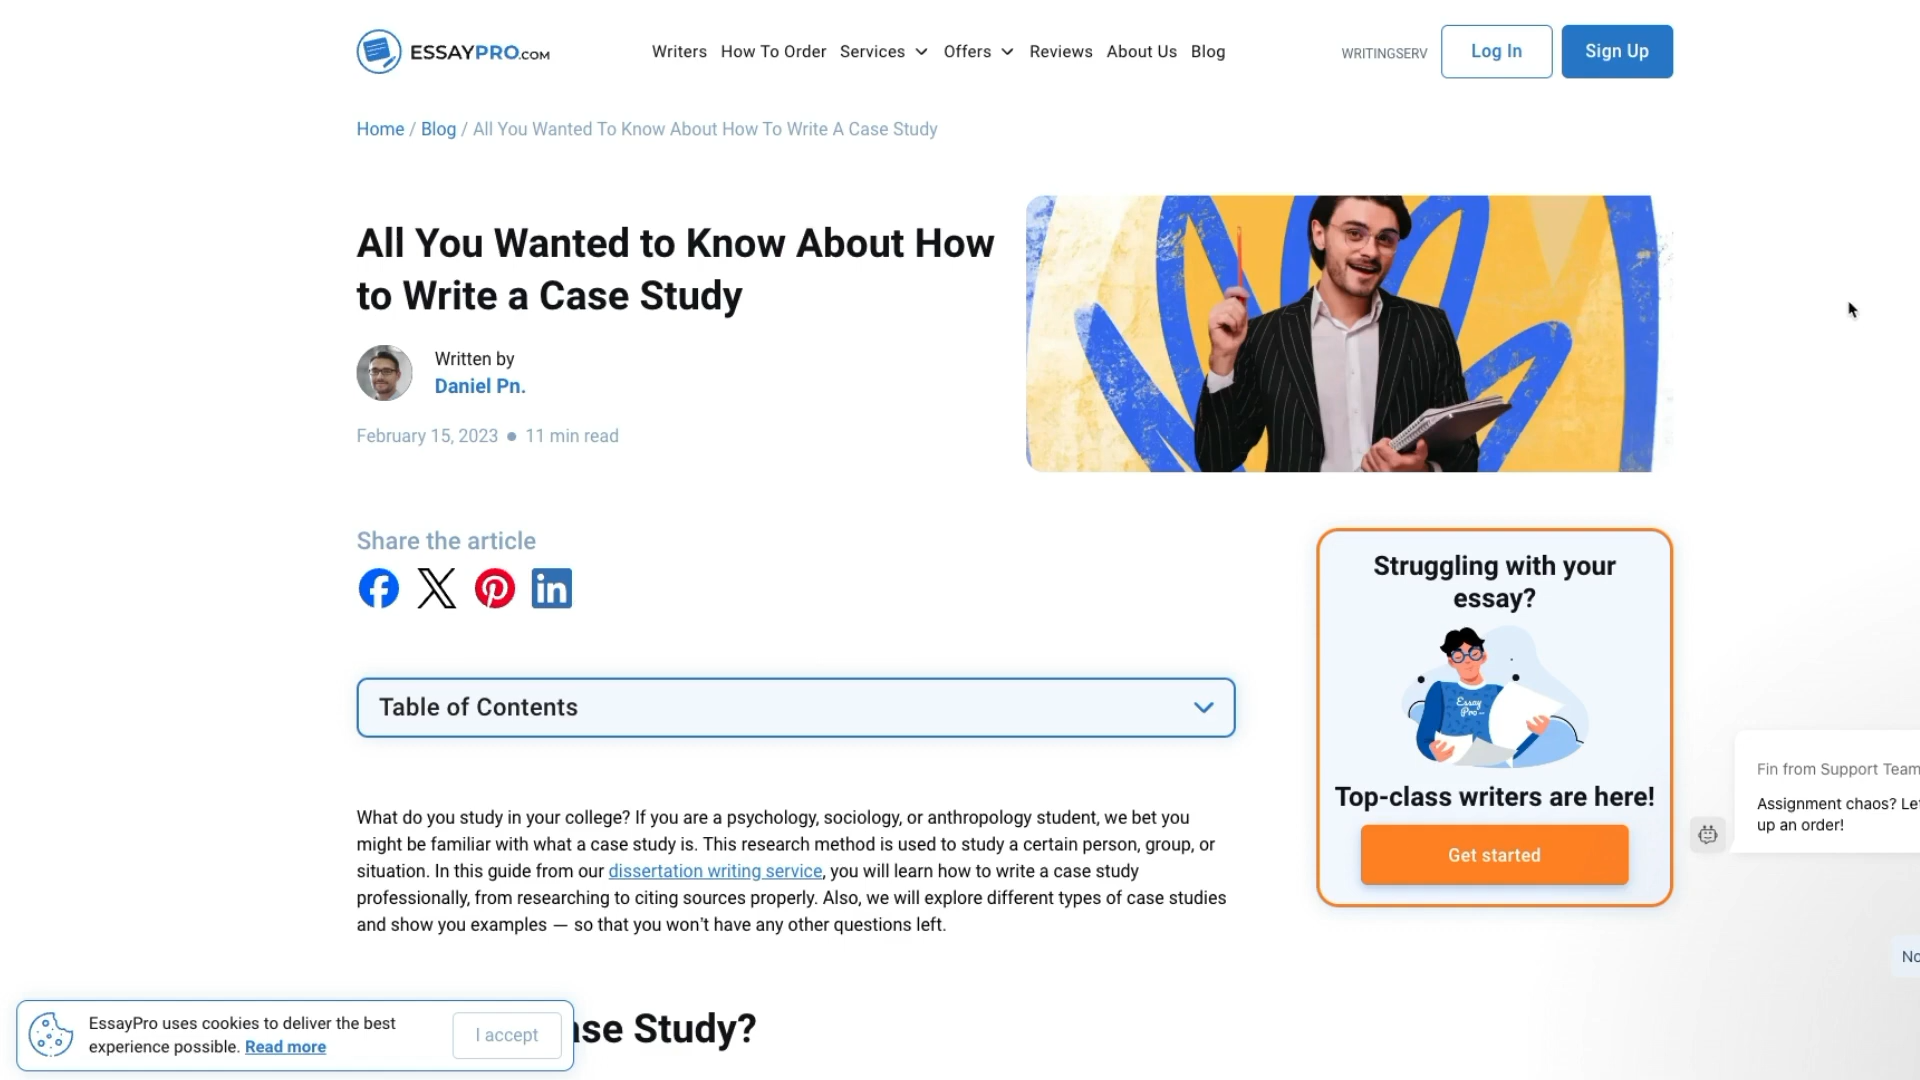 ESSAYPRO.COM
Writers How To Order Services Offers Reviews About Us Blog
WRITINGSERV
Log In
Sign Up
Home / Blog / All You Wanted To Know About How To Write A Case Study
All You Wanted to Know About How
to Write a Case Study
Written by
Daniel Pn.
February 15, 2023 • 11 min read
Share the article
Table of Contents
What do you study in your college? If you are a psychology, sociology, or anthropology student, we bet you
might be familiar with what a case study is. This research method is used to study a certain person, group, or
situation. In this guide from our dissertation writing service, you will learn how to write a case study
professionally, from researching to citing sources properly. Also, we will explore different types of case studies
and show you examples — so that you won’t have any other questions left.
Struggling with your
essay?
Essay
Pro
Top-class writers are here!
Get started
Fin from Support Team
Assignment chaos? Let
up an order!
No
ase Study?
EssayPro uses cookies to deliver the best
experience possible. Read more
I accept